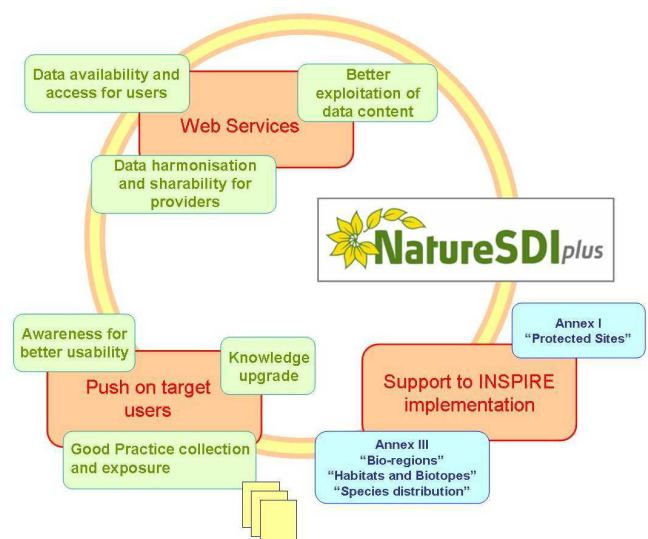 Data availability and
access for users
Better
exploitation of
data content
Web Services
Data harmonisation
and sharability for
providers
NatureSDIplus
Annex I
“Protected Sites”
Awareness for
better usability
Knowledge
upgrade
Push on target
users
Support to INSPIRE
implementation
Good Practice collection
and exposure
Annex III
“Bio-regions”
“Habitats and Biotopes”
“Species distribution”